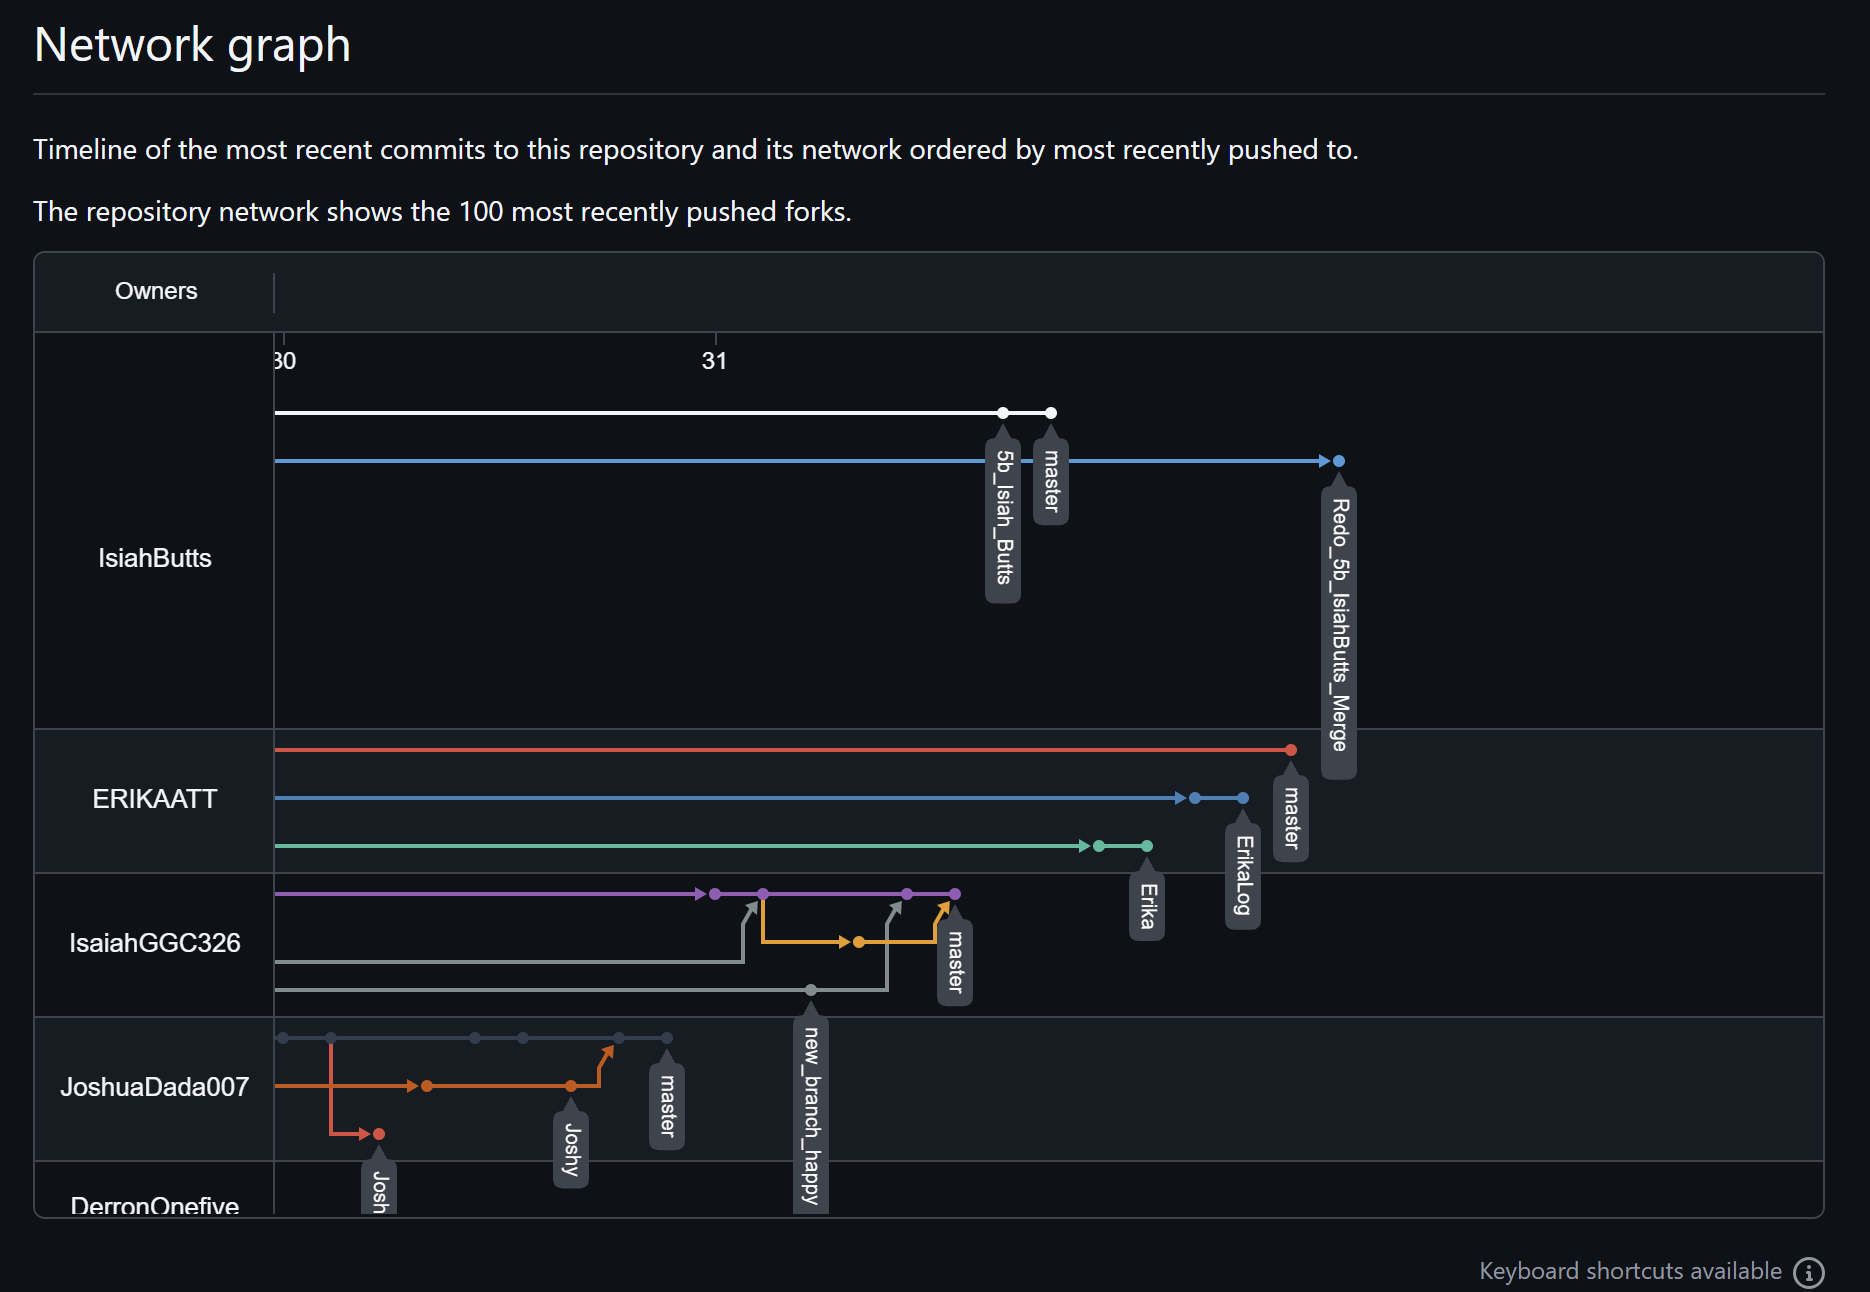 Network graph
Timeline of the most recent commits to this repository and its network ordered by most recently pushed to.
The repository network shows the 100 most recently pushed forks.
Owners
30
31
IsiahButts
5b_Isiah_Butts
master
Redo_5b_IsiahButts_Merge
ERIKAATT
master
ErikaLog
Erika
IsaiahGGC326
master
new_branch_happy
JoshuaDada007
master
Joshy
Josh
DerronOnefive
Keyboard shortcuts available